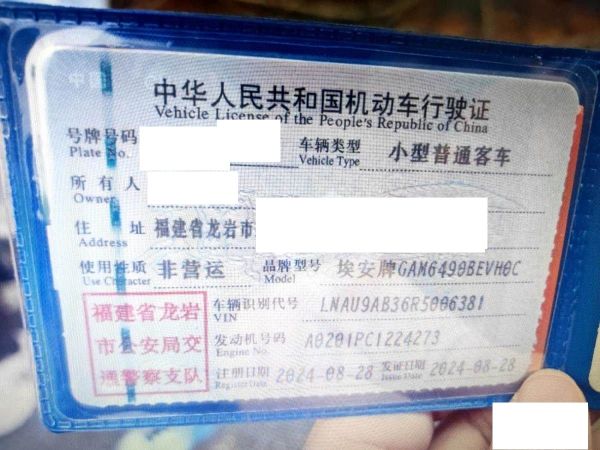 中华人民共和国机动车行驶证
Vehicle License of the People's Republic of China
号牌号码 车辆类型 小型普通客车
Plate No. Vehicle Type
所有人
Owner
住 址 福建省龙岩市
Address
使用性质 非营运 品牌型号 埃安牌GAM6490BEVH0C
Use Character Model
福建省龙岩
市公安局交
通警察支队
车辆识别代号 LNAU9AB36R5006381
VIN
发动机号码 A0201PC1224273
Engine No.
注册日期 2024-08-28 发证日期 2024-08-28
Register Date Issue Date